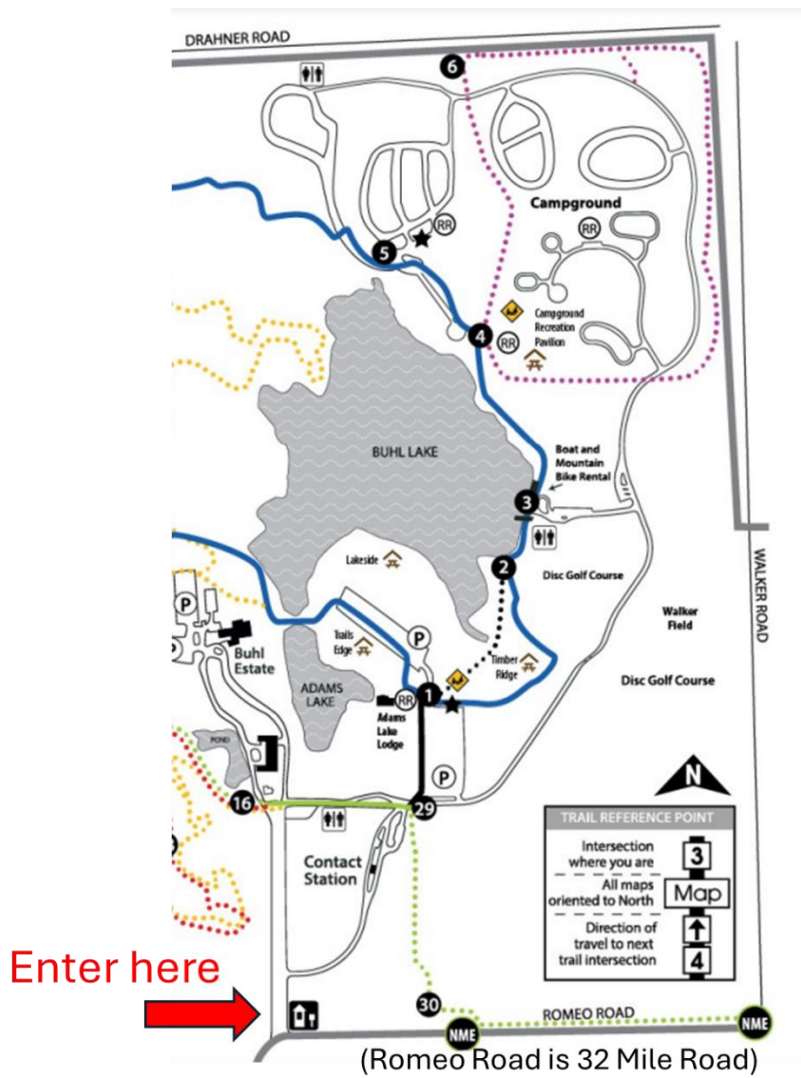 DRAHNER ROAD
6
Campground
RR
RR
5
Campground
Recreation
Pavilion
4
RR
BUHL LAKE
Boat and
Mountain
Bike Rental
3
2
Lakeside
Disc Golf Course
WALKER ROAD
Walker
Field
P
P
Trails
Edge
P
Buhl
Estate
Timber
Ridge
Disc Golf Course
ADAMS
LAKE
RR
1
Adams
Lake
Lodge
POND
P
N
16
29
TRAIL REFERENCE POINT
Intersection
where you are
3
All maps
oriented to North
Map
Direction of
travel to next
trail intersection
4
Contact
Station
Enter here
30
ROMEO ROAD
NME
NME
(Romeo Road is 32 Mile Road)